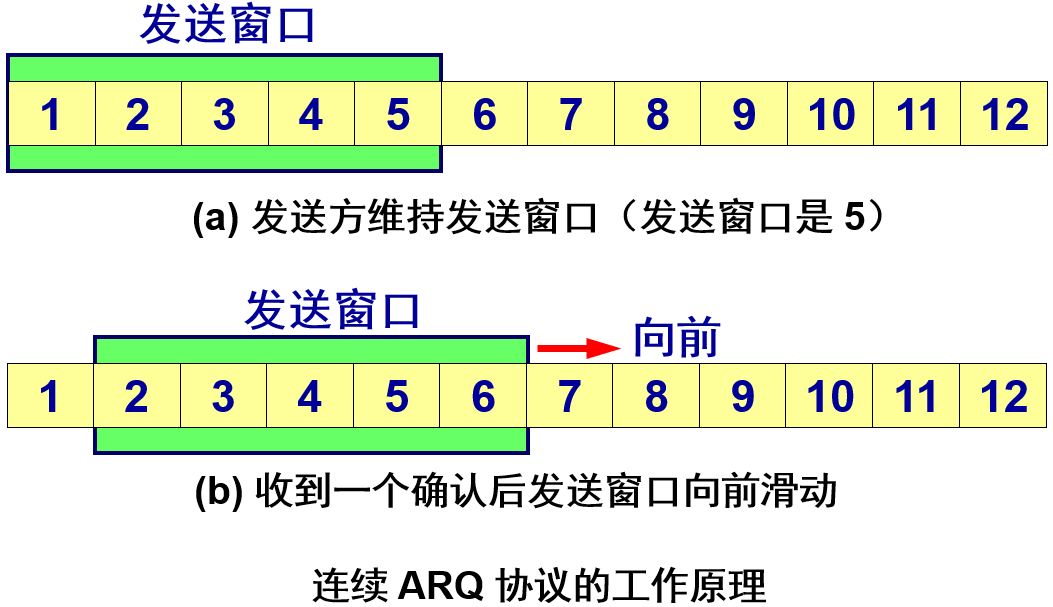 发送窗口
1 2 3 4 5 6 7 8 9 10 11 12
(a) 发送方维持发送窗口（发送窗口是 5）
发送窗口
向前
1 2 3 4 5 6 7 8 9 10 11 12
(b) 收到一个确认后发送窗口向前滑动
连续 ARQ 协议的工作原理